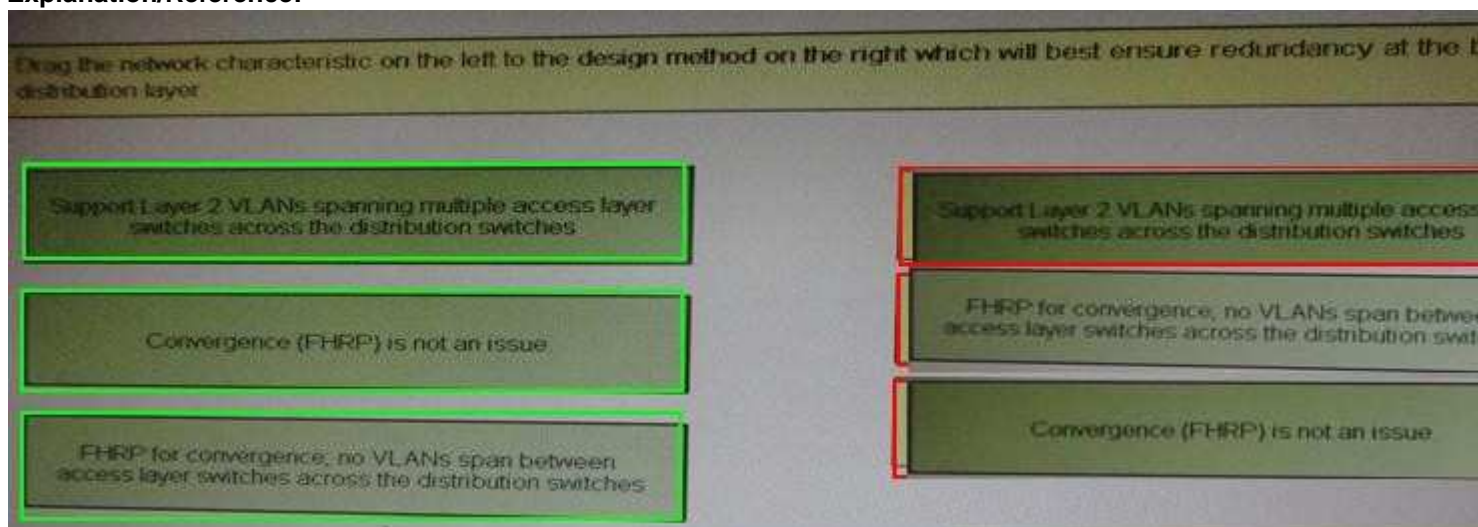 Explanation/Reference:
Drag the network characteristic on the left to the design method on the right which will best ensure redundancy at the
distribution layer
Support Layer 2 VLANs spanning multiple access layer
switches across the distribution switches
Convergence (FHRP) is not an issue
FHRP for convergence, no VLANs span between
access layer switches across the distribution switches
Support Layer 2 VLANs spanning multiple access
switches across the distribution switches
FHRP for convergence, no VLANs span
access layer switches across the distribution
Convergence (FHRP) is not an issue